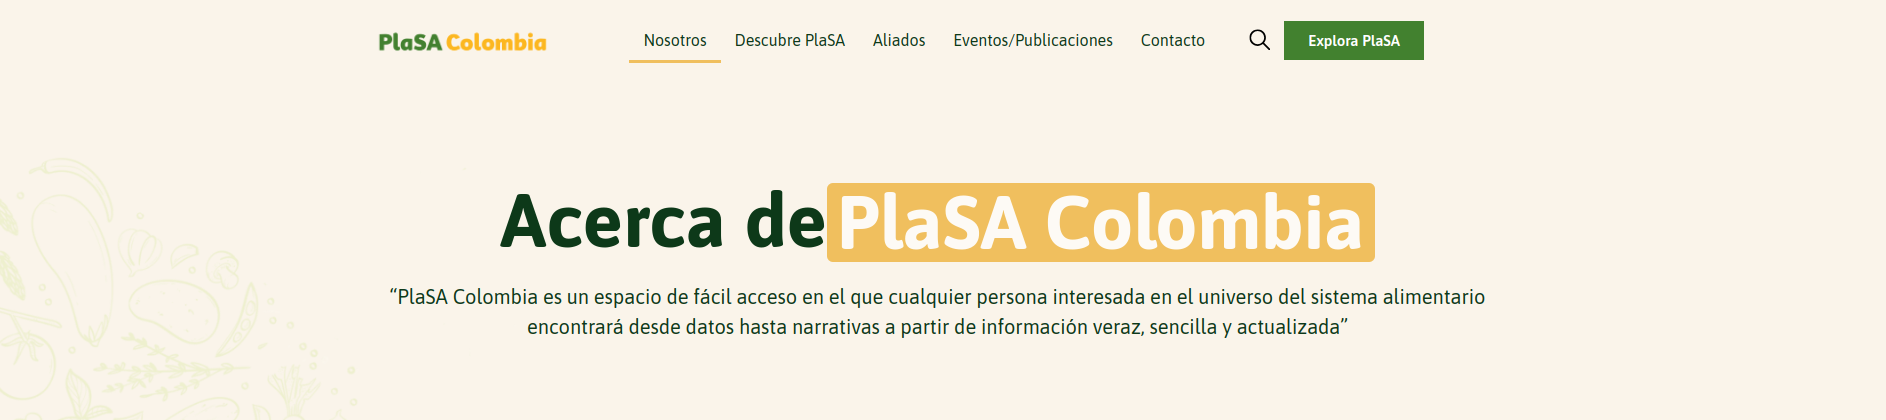 PlaSA Colombia
Nosotros
Descubre PlaSA
Aliados
Eventos/Publicaciones
Contacto
Explora PlaSA
Acerca de PlaSA Colombia
“PlaSA Colombia es un espacio de fácil acceso en el que cualquier persona interesada en el universo del sistema alimentario
encontrará desde datos hasta narrativas a partir de información veraz, sencilla y actualizada”